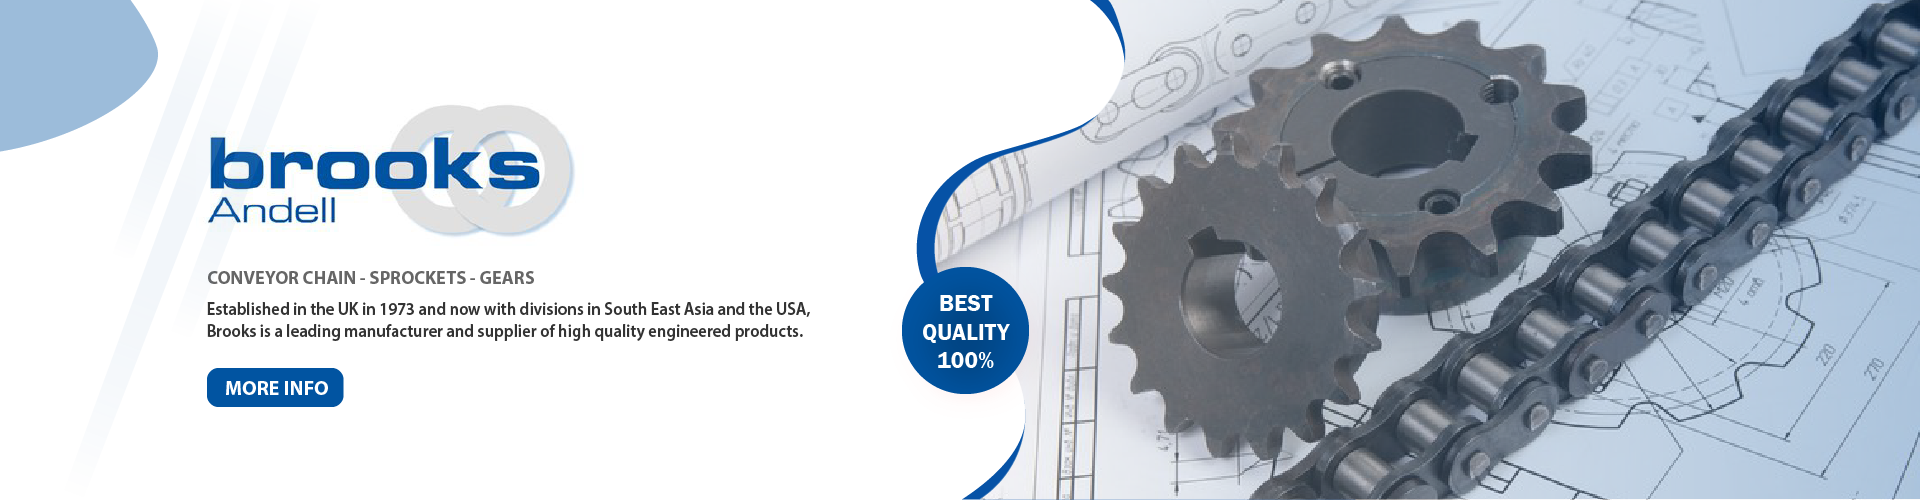 brooks
Andell
CONVEYOR CHAIN - SPROCKETS - GEARS
Established in the UK in 1973 and now with divisions in South East Asia and the USA,
Brooks is a leading manufacturer and supplier of high quality engineered products.
MORE INFO
BEST
QUALITY
100%
220
270